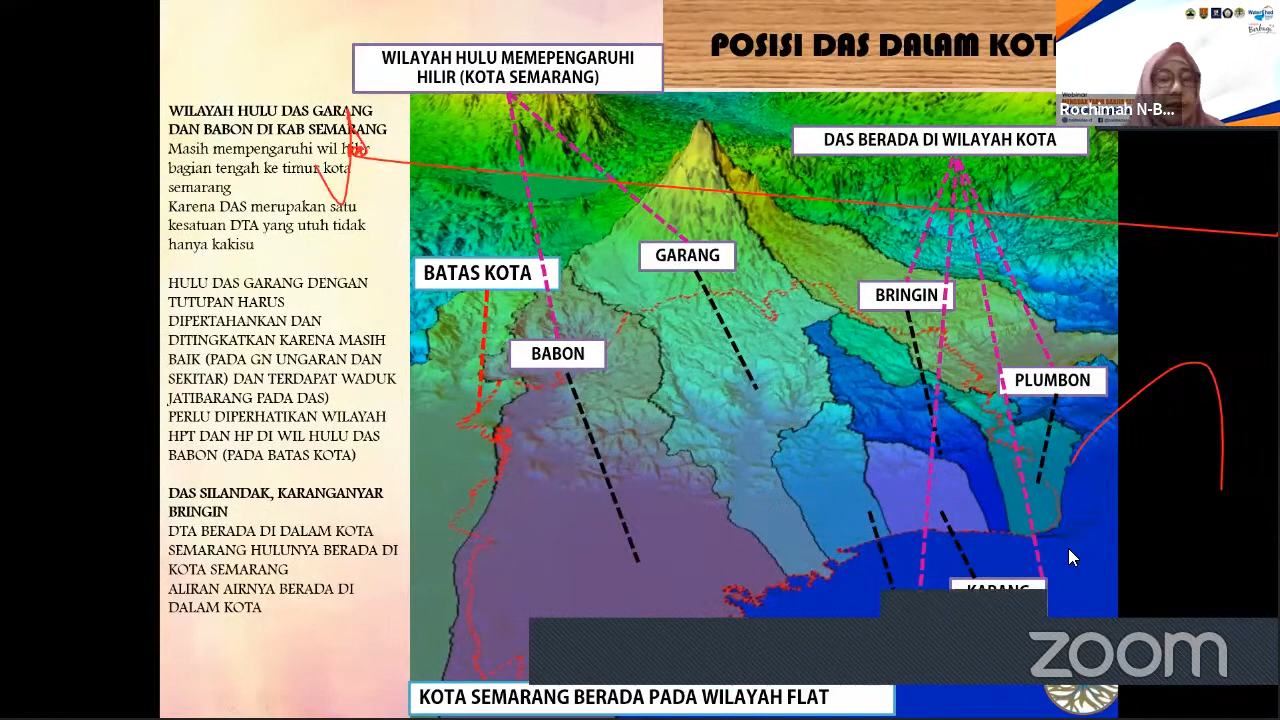 POSISI DAS DALAM KOT
WILAYAH HULU MEMEPENGARUHI
HILIR (KOTA SEMARANG)
WILAYAH HULU DAS GARANG
DAN BABON DI KAB SEMARANG
Masih mempengaruhi wil hilir
bagian tengah ke timur kota
semarang
Karena DAS merupakan satu
kesatuan DTA yang utuh tidak
hanya kakisu
HULU DAS GARANG DENGAN
TUTUPAN HARUS
DIPERTAHANKAN DAN
DITINGKATKAN KARENA MASIH
BAIK (PADA GN UNGARAN DAN
SEKITAR) DAN TERDAPAT WADUK
JATIBARANG PADA DAS)
PERLU DIPERHATIKAN WILAYAH
HPT DAN HP DI WIL HULU DAS
BABON (PADA BATAS KOTA)
DAS SILANDAK, KARANGANYAR
BRINGIN
DTA BERADA DI DALAM KOTA
SEMARANG HULUNYA BERADA DI
KOTA SEMARANG
ALIRAN AIRNYA BERADA DI
DALAM KOTA
DAS BERADA DI WILAYAH KOTA
BATAS KOTA
GARANG
BRINGIN
BABON
PLUMBON
KARANG
KOTA SEMARANG BERADA PADA WILAYAH FLAT
Webinar
Rochimah N-B...
zoom